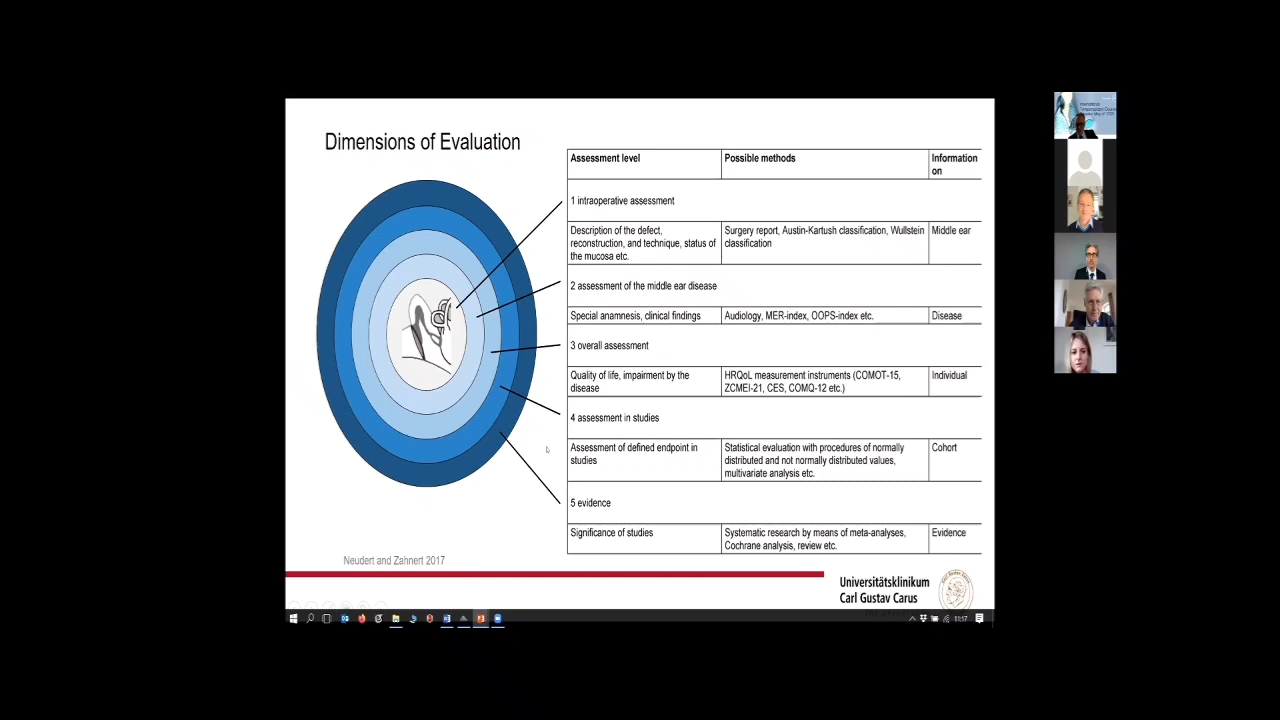 Dimensions of Evaluation
Assessment level
Possible methods
Information
on
1 intraoperative assessment
Description of the defect,
reconstruction, and technique, status of
the mucosa etc.
Surgery report, Austin-Kartush classification, Wullstein
classification
Middle ear
2 assessment of the middle ear disease
Special anamnesis, clinical findings
Audiology, MER-index, OOPS-index etc.
Disease
3 overall assessment
Quality of life, impairment by the
disease
HRQoL measurement instruments (COMOT-15,
ZCMEI-21, CES, COMQ-12 etc.)
Individual
4 assessment in studies
Assessment of defined endpoint in
studies
Statistical evaluation with procedures of normally
distributed and not normally distributed values,
multivariate analysis etc.
Cohort
5 evidence
Significance of studies
Systematic research by means of meta-analyses,
Cochrane analysis, review etc.
Evidence
Neudert and Zahnert 2017
Universitätsklinikum
Carl Gustav Carus
11:17